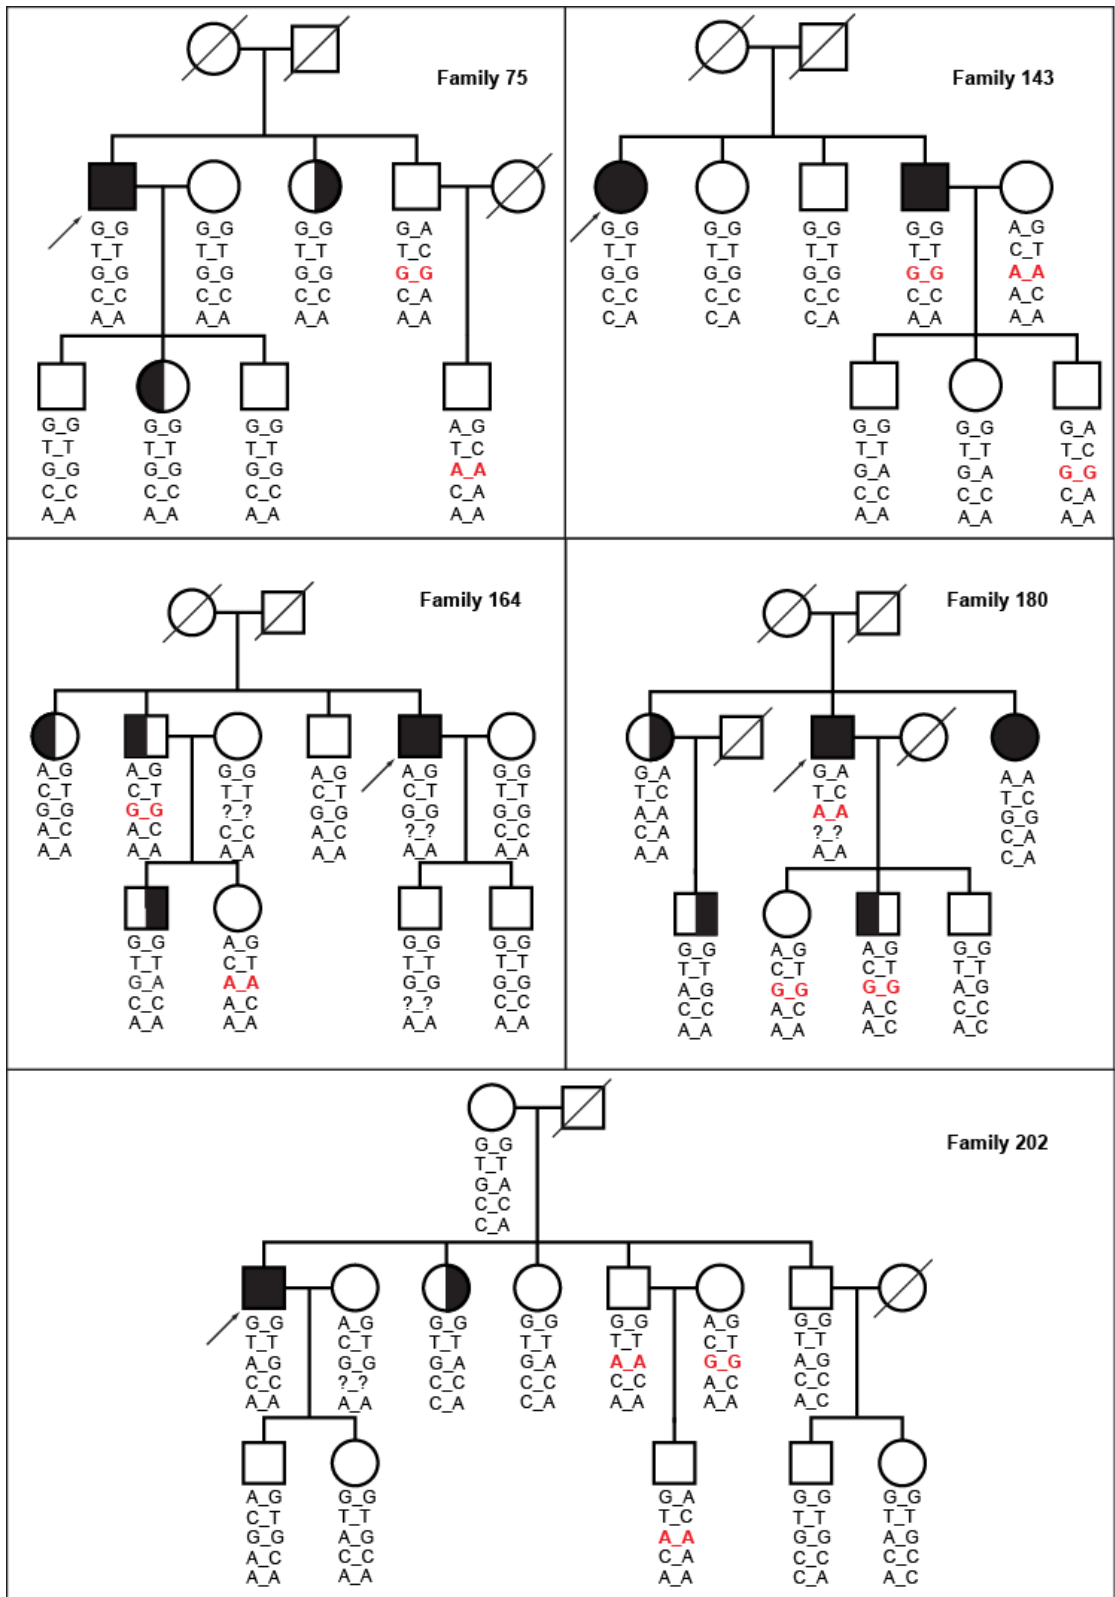 Family 75
G_G
T_T
G_G
C_C
A_A
G_G
T_T
G_G
C_C
A_A
G_G
T_T
G_G
C_C
A_A
G_A
T_C
G_G
C_A
A_A
G_G
T_T
G_G
C_C
A_A
G_G
T_T
G_G
C_C
A_A
G_G
T_T
G_G
C_C
A_A
A_G
T_C
A_A
C_A
A_A
Family 143
G_G
T_T
G_G
C_C
C_A
G_G
T_T
G_G
C_C
C_A
G_G
T_T
G_G
C_C
C_A
G_G
T_T
G_G
C_C
A_A
A_G
C_T
A_A
A_C
A_A
G_G
T_T
G_A
C_C
A_A
G_G
T_T
G_A
C_C
A_A
G_A
T_C
G_G
C_A
A_A
Family 164
A_G
C_T
G_G
A_C
A_A
A_G
C_T
G_G
A_C
A_A
G_G
T_T
?_?
C_C
A_A
A_G
C_T
G_G
A_C
A_A
A_G
C_T
G_G
?_?
A_A
G_G
T_T
G_G
C_C
A_A
G_G
T_T
G_A
C_C
A_A
A_G
C_T
A_A
A_C
A_A
G_G
T_T
G_G
?_?
A_A
G_G
T_T
G_G
C_C
A_A
Family 180
G_A
T_C
A_A
C_A
A_A
G_A
T_C
A_A
?_?
A_A
A_A
T_C
G_G
C_A
C_A
G_G
T_T
A_G
C_C
A_A
A_G
C_T
G_G
A_C
A_A
A_G
C_T
G_G
A_C
A_C
G_G
T_T
A_G
C_C
A_C
Family 202
G_G
T_T
G_A
C_C
C_A
G_G
T_T
A_G
C_C
A_A
A_G
C_T
G_G
?_?
A_A
G_G
T_T
G_A
C_C
C_A
G_G
T_T
G_A
C_C
C_A
G_G
T_T
A_A
C_C
A_A
A_G
C_T
G_G
A_C
A_A
G_G
T_T
A_G
C_C
A_C
A_G
C_T
G_G
A_C
A_A
G_G
T_T
A_G
C_C
A_A
G_A
T_C
A_A
C_A
A_A
G_G
T_T
G_G
C_C
C_A
G_G
T_T
A_G
C_C
A_C